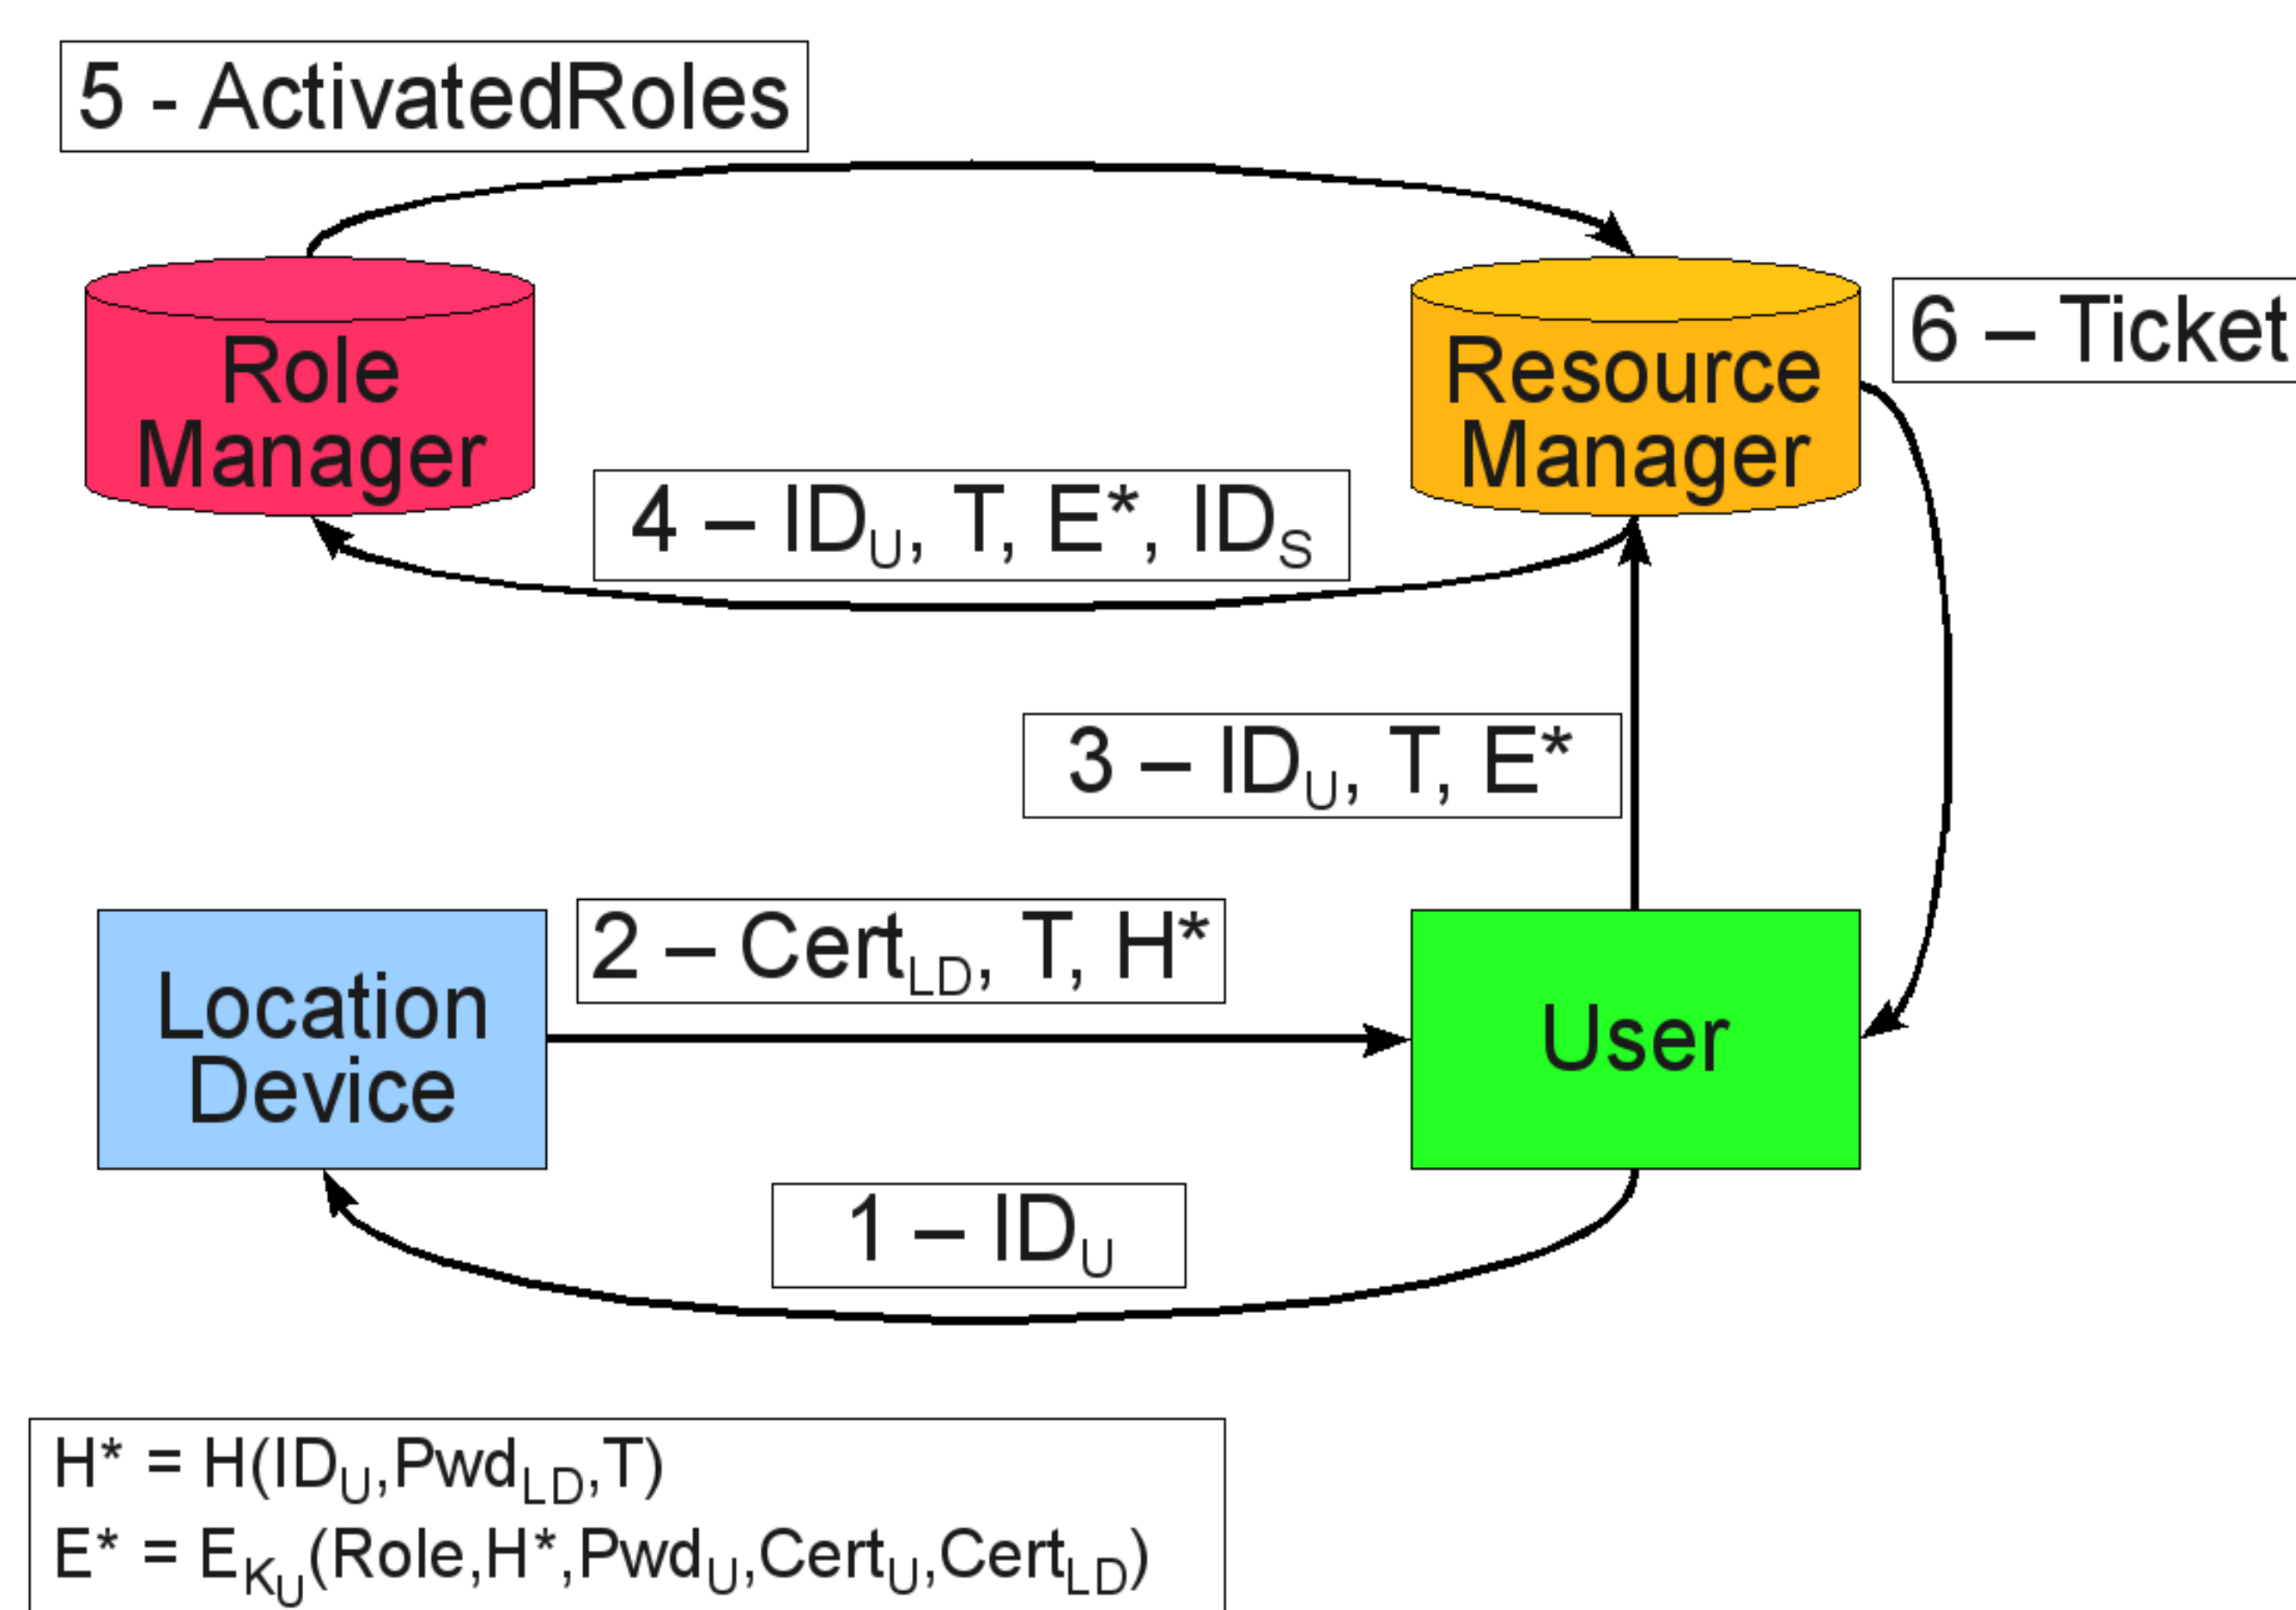 5 - ActivatedRoles
Role
Manager
Resource
Manager
6 – Ticket
4 – ID_U, T, E*, ID_S
3 – ID_U, T, E*
2 – Cert_LD, T, H*
Location
Device
User
1 – ID_U
H* = H(ID_U,Pwd_LD,T)
E* = E_K_U(Role,H*,Pwd_U,Cert_U,Cert_LD)